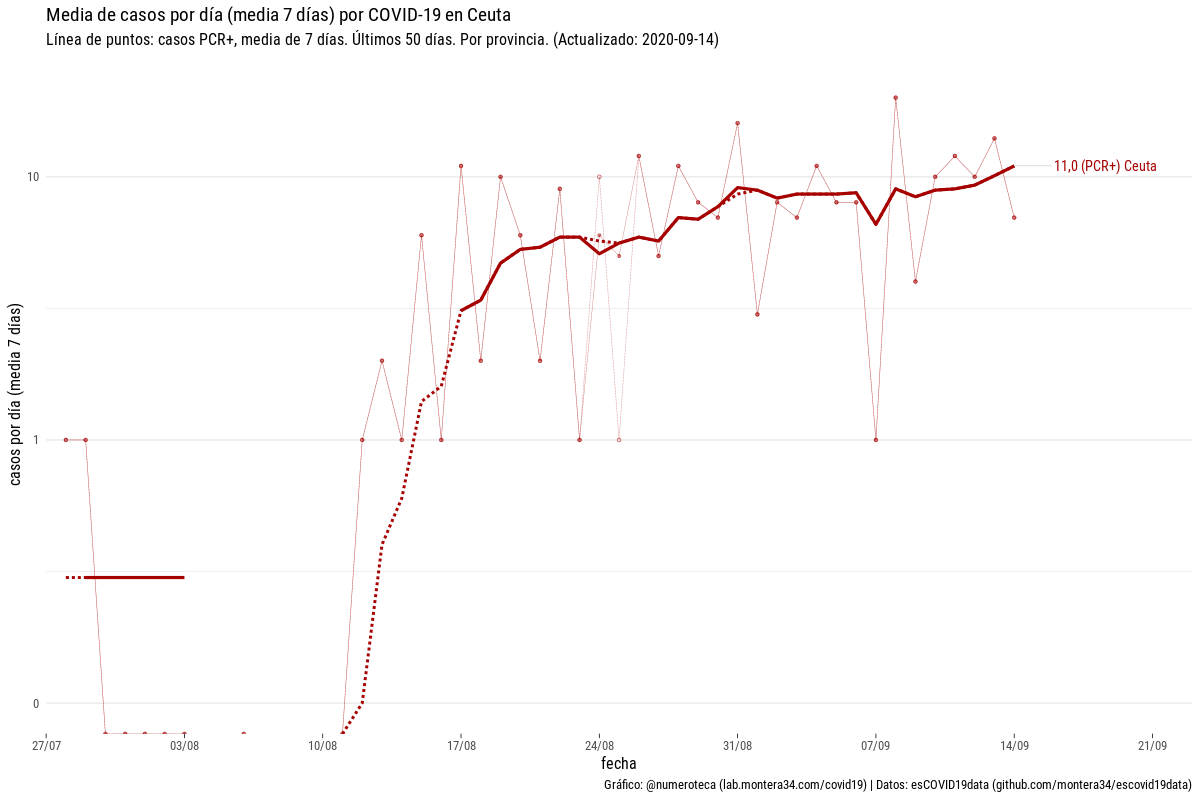 Media de casos por día (media 7 días) por COVID-19 en Ceuta
Línea de puntos: casos PCR+, media de 7 días. Últimos 50 días. Por provincia. (Actualizado: 2020-09-14)
casos por día (media 7 días)
10
1
0
11,0 (PCR+) Ceuta
27/07
03/08
10/08
17/08
24/08
31/08
07/09
14/09
21/09
fecha
Gráfico: @numeroteca (lab.montera34.com/covid19) | Datos: esCOVID19data (github.com/montera34/escovid19data)